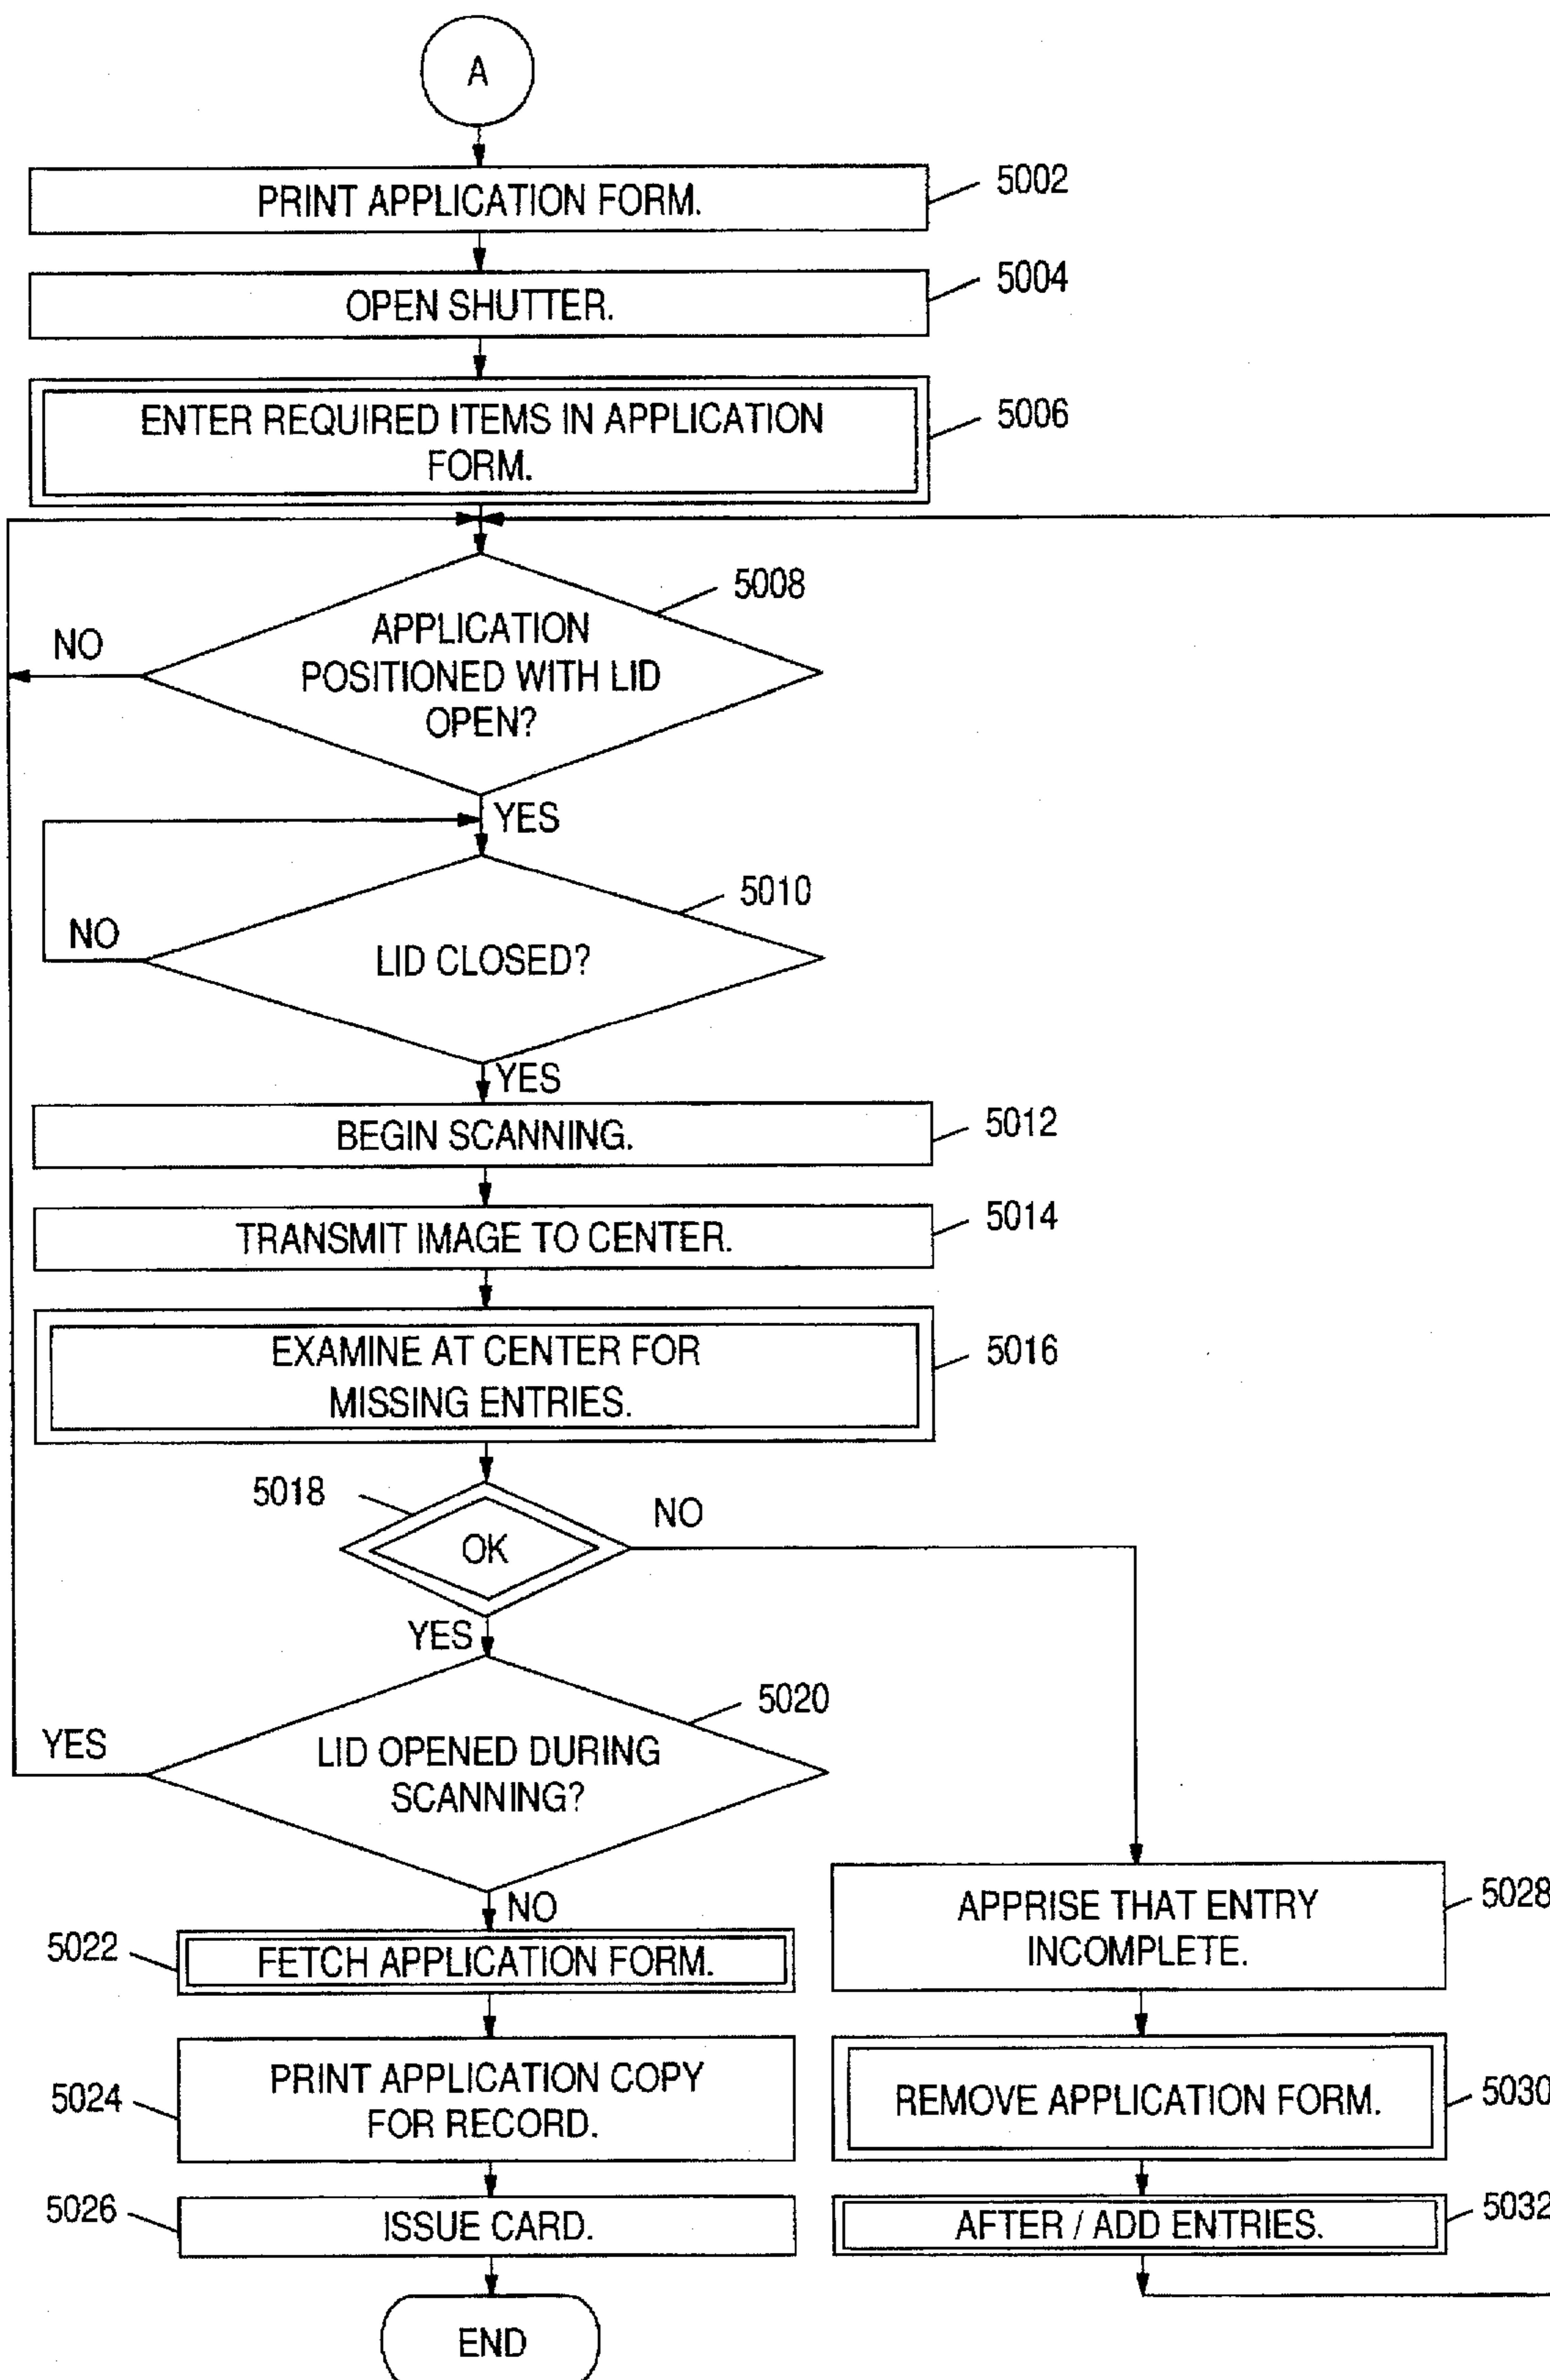 A
PRINT APPLICATION FORM.
5002
OPEN SHUTTER.
5004
ENTER REQUIRED ITEMS IN APPLICATION
FORM.
5006
5008
APPLICATION
POSITIONED WITH LID
OPEN?
NO
YES
5010
LID CLOSED?
NO
YES
BEGIN SCANNING.
5012
TRANSMIT IMAGE TO CENTER.
5014
EXAMINE AT CENTER FOR
MISSING ENTRIES.
5016
5018
OK
NO
YES
5020
LID OPENED DURING
SCANNING?
YES
NO
5022
FETCH APPLICATION FORM.
5024
PRINT APPLICATION COPY
FOR RECORD.
5026
ISSUE CARD.
END
APPRISE THAT ENTRY
INCOMPLETE.
5028
REMOVE APPLICATION FORM.
5030
AFTER / ADD ENTRIES.
5032